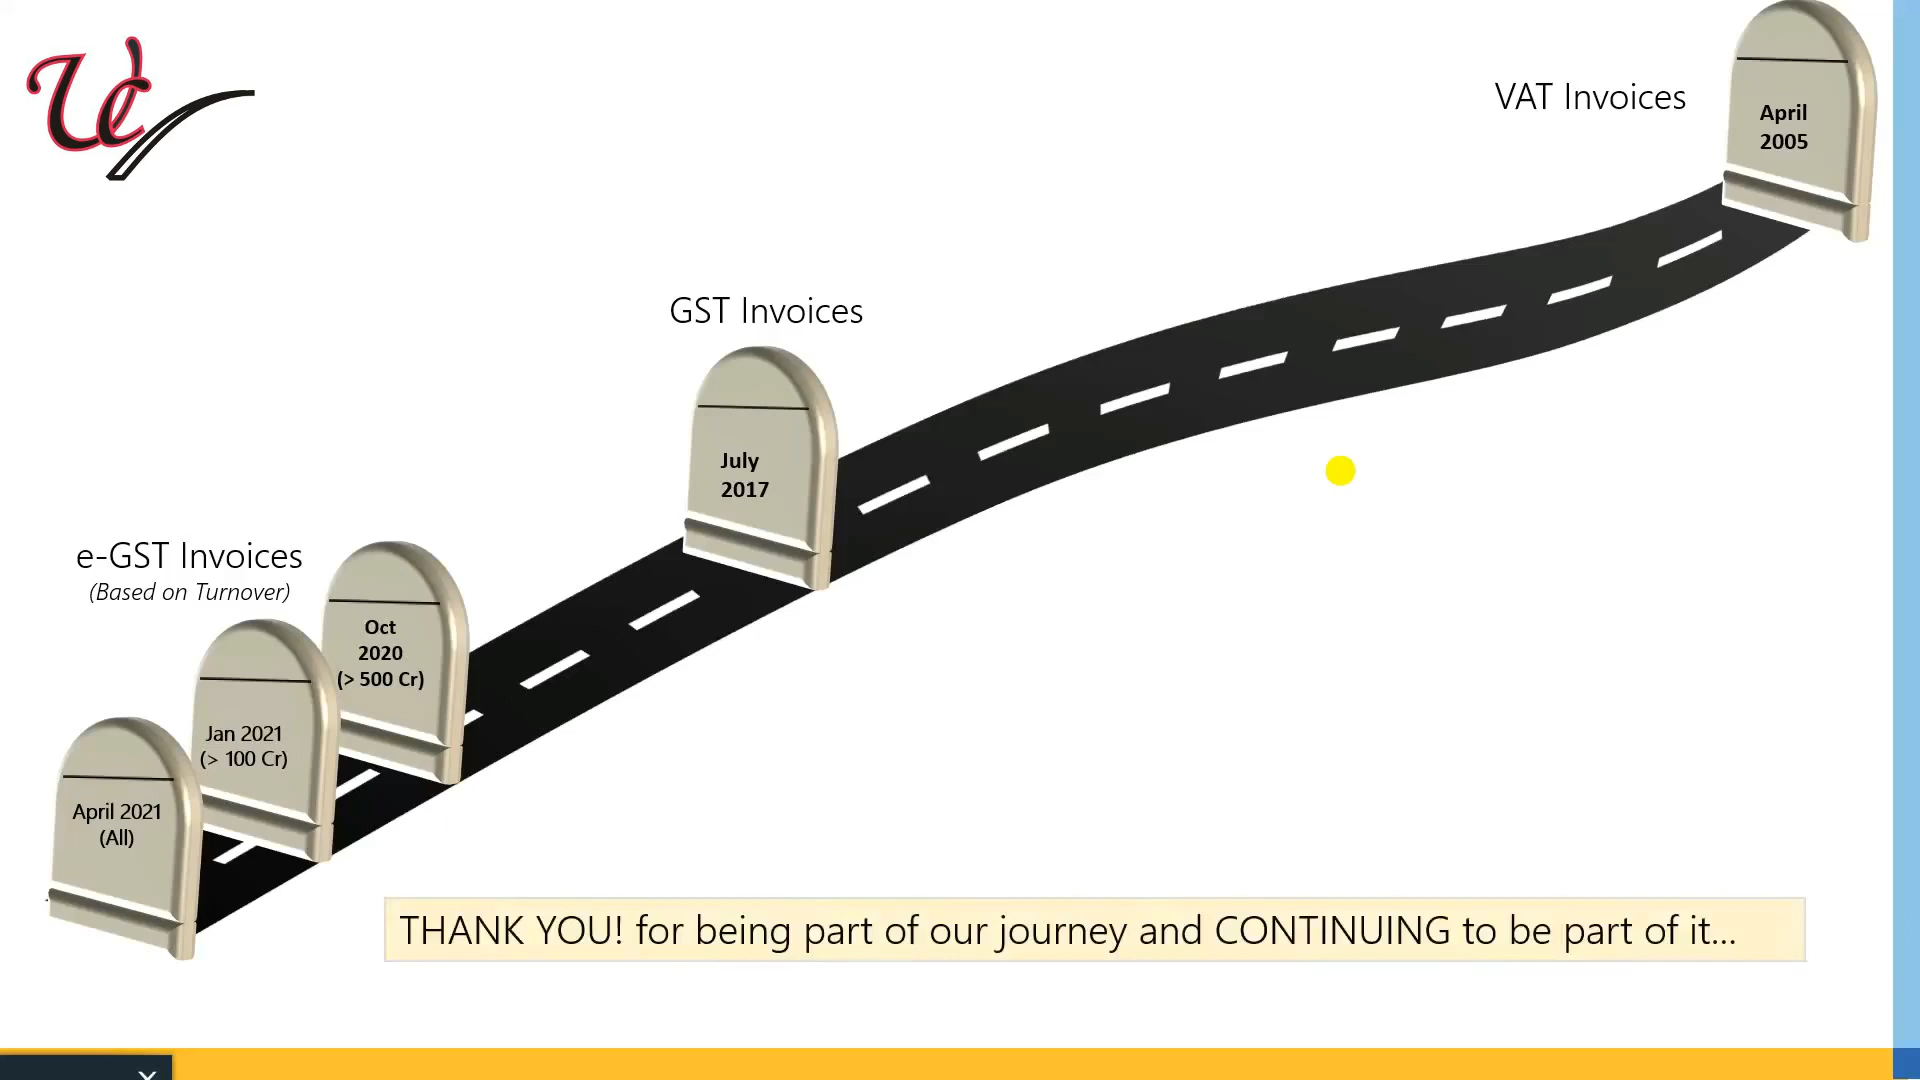 Ud
VAT Invoices
April
2005
GST Invoices
July
2017
e-GST Invoices
(Based on Turnover)
Oct
2020
(> 500 Cr)
Jan 2021
(> 100 Cr)
April 2021
(All)
THANK YOU! for being part of our journey and CONTINUING to be part of it...